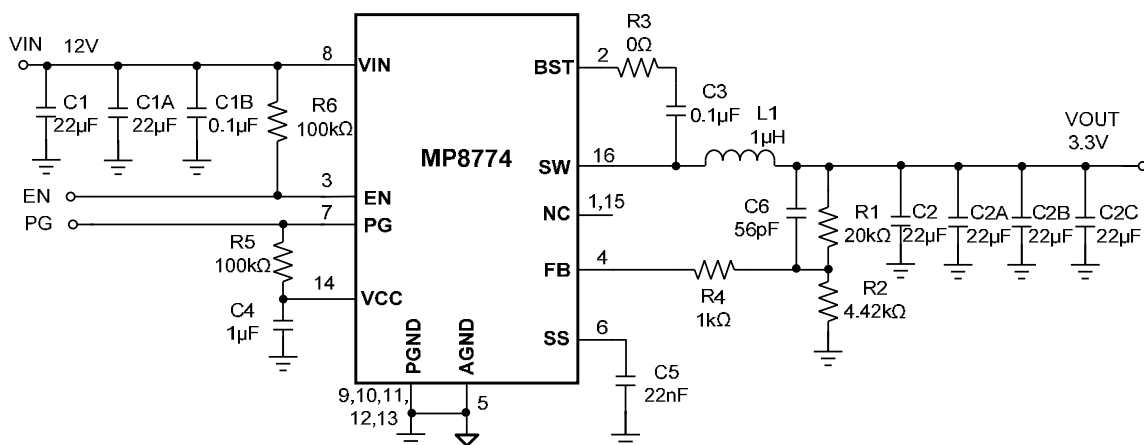 VIN
12V
8
VIN
C1
22µF
C1A
22µF
C1B
0.1µF
R6
100kΩ
EN
3
EN
PG
7
PG
R5
100kΩ
14
VCC
C4
1µF
MP8774
PGND
AGND
9,10,11,
12,13
5
BST
2
R3
0Ω
C3
0.1µF
L1
1µH
SW
16
NC
1,15
FB
4
R4
1kΩ
C6
56pF
R1
20kΩ
R2
4.42kΩ
SS
6
C5
22nF
C2
22µF
C2A
22µF
C2B
22µF
C2C
22µF
VOUT
3.3V